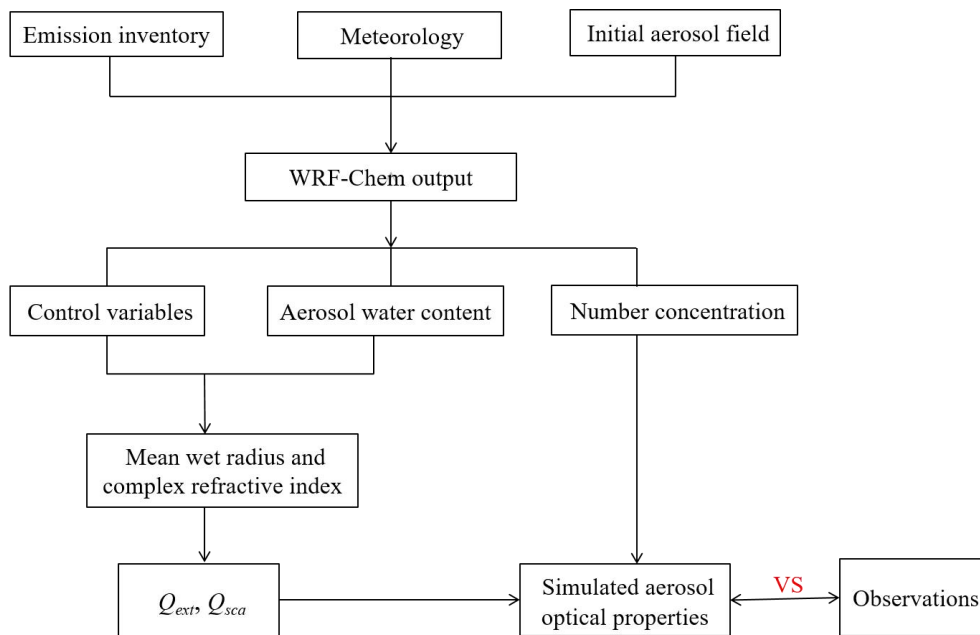 Emission inventory
Meteorology
Initial aerosol field
WRF-Chem output
Control variables
Aerosol water content
Number concentration
Mean wet radius and
complex refractive index
Qext, Qsca
Simulated aerosol
optical properties
VS
Observations